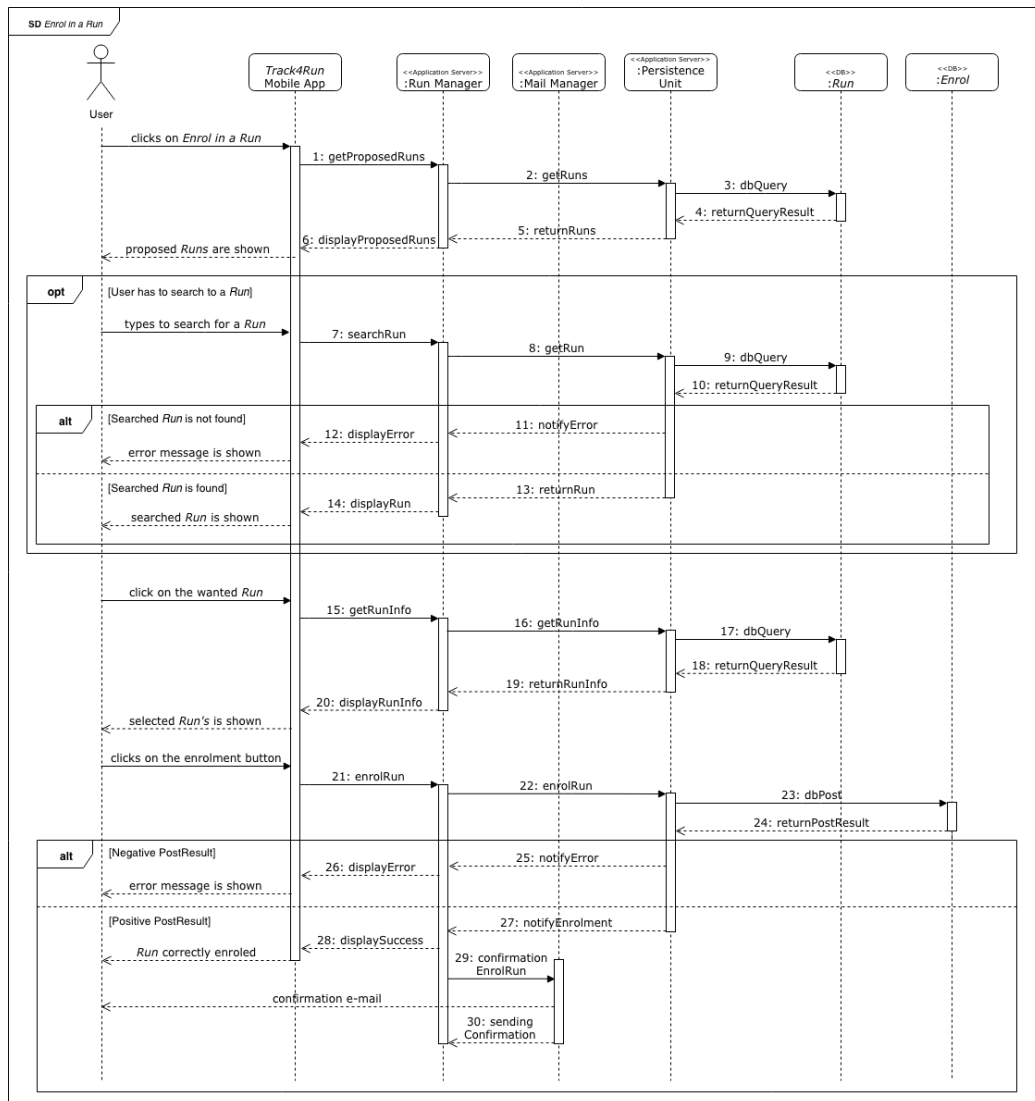 SD Enrol in a Run
User
Track4Run
Mobile App
<<Application Server>>
:Run Manager
<<Application Server>>
:Mail Manager
<<Application Server>>
:Persistence
Unit
<<DB>>
:Run
<<DB>>
:Enrol
clicks on Enrol in a Run
1: getProposedRuns
2: getRuns
3: dbQuery
4: returnQueryResult
5: returnRuns
6: displayProposedRuns
proposed Runs are shown
opt
[User has to search to a Run]
types to search for a Run
7: searchRun
8: getRun
9: dbQuery
10: returnQueryResult
alt
[Searched Run is not found]
11: notifyError
12: displayError
error message is shown
[Searched Run is found]
13: returnRun
14: displayRun
searched Run is shown
click on the wanted Run
15: getRunInfo
16: getRunInfo
17: dbQuery
18: returnQueryResult
19: returnRunInfo
20: displayRunInfo
selected Run's is shown
clicks on the enrolment button
21: enrolRun
22: enrolRun
23: dbPost
24: returnPostResult
alt
[Negative PostResult]
25: notifyError
26: displayError
error message is shown
[Positive PostResult]
27: notifyEnrolment
28: displaySuccess
Run correctly enroled
29: confirmation
EnrolRun
confirmation e-mail
30: sending
Confirmation